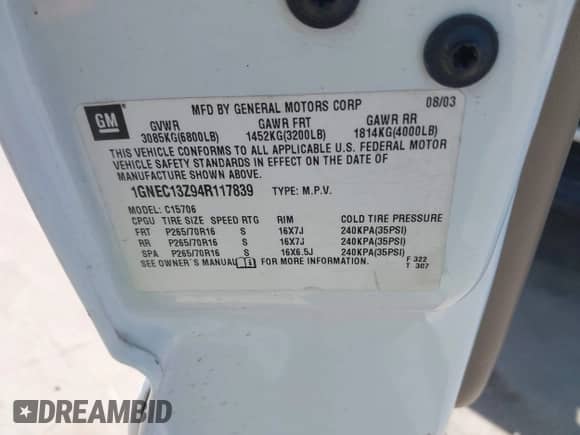 GM
MFD BY GENERAL MOTORS CORP 08/03
GVWR GAWR FRT GAWR RR
3085KG(6800LB) 1452KG(3200LB) 1814KG(4000LB)
THIS VEHICLE CONFORMS TO ALL APPLICABLE U.S. FEDERAL MOTOR
VEHICLE SAFETY STANDARDS IN EFFECT ON THE DATE OF
MANUFACTURE SHOWN ABOVE.
1GNEC13Z94R117839 TYPE: M.P.V.
MODEL: C15706
CPGU TIRE SIZE SPEED RTG RIM COLD TIRE PRESSURE
FRT P265/70R16 S 16X7J 240KPA(35PSI)
RR P265/70R16 S 16X7J 240KPA(35PSI)
SPA P265/70R16 S 16X6.5J 240KPA(35PSI)
SEE OWNER'S MANUAL FOR MORE INFORMATION. F 322
T 307
DREAMBID